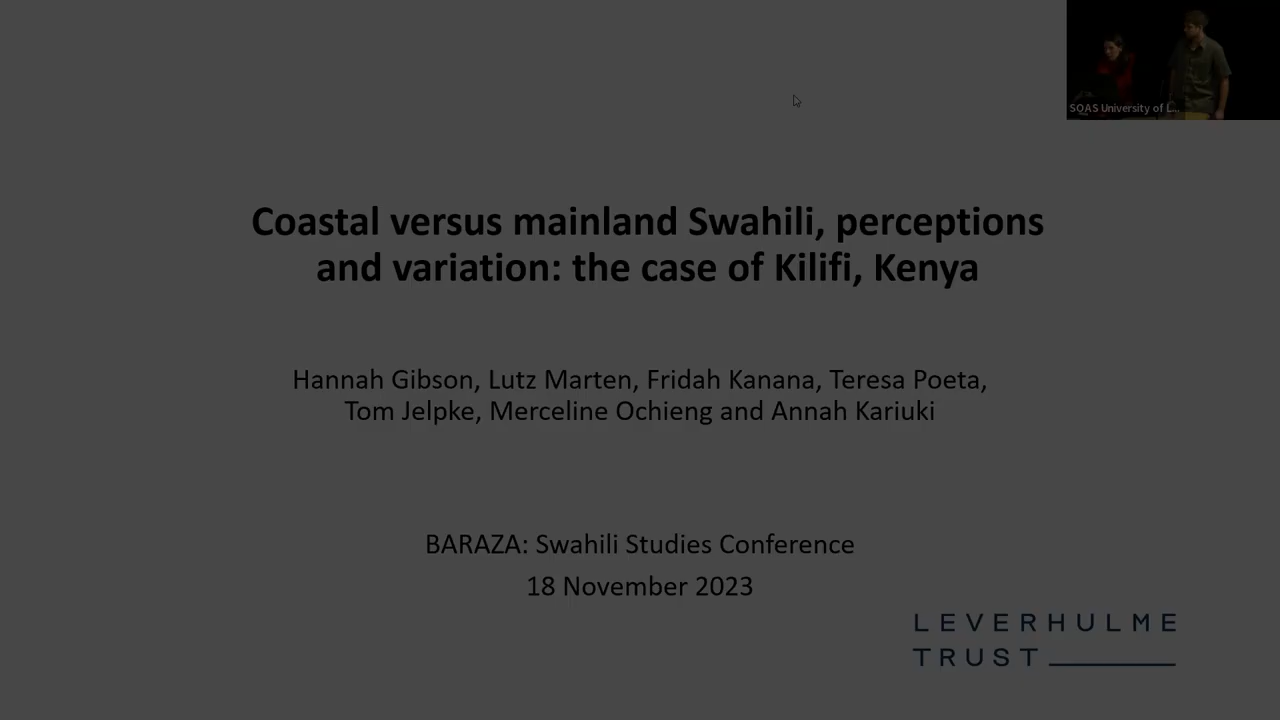 SOAS University of L...
Coastal versus mainland Swahili, perceptions
and variation: the case of Kilifi, Kenya
Hannah Gibson, Lutz Marten, Fridah Kanana, Teresa Poeta,
Tom Jelpke, Merceline Ochieng and Annah Kariuki
BARAZA: Swahili Studies Conference
18 November 2023
LEVERHULME
TRUST